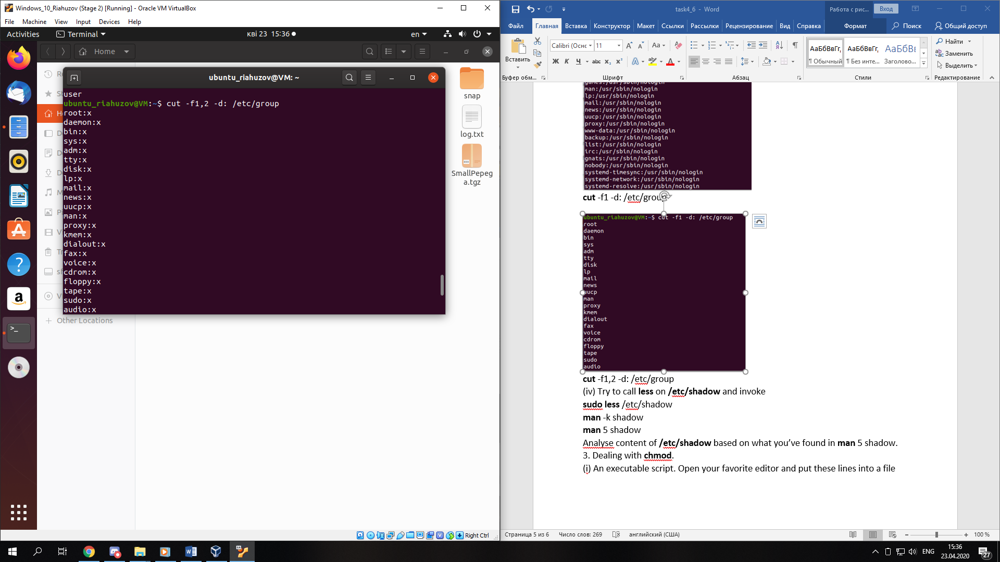 Windows_10_Riahuzov (Stage 2) [Running] - Oracle VM VirtualBox
File Machine View Input Devices Help
Activities Terminal кві 23 15:36 en
Home
ubuntu_riahuzov@VM: ~
user
ubuntu_riahuzov@VM:~$ cut -f1,2 -d: /etc/group
root:x
daemon:x
bin:x
sys:x
adm:x
tty:x
disk:x
lp:x
mail:x
news:x
uucp:x
man:x
proxy:x
kmem:x
dialout:x
fax:x
voice:x
cdrom:x
floppy:x
tape:x
sudo:x
audio:x
Other Locations
snap
log.txt
SmallPepeg
a.tgz
Right Ctrl
task4_6 - Word
Работа с рис...
Вход
Файл Главная Вставка Конструктор Макет Ссылки Рассылки Рецензирование Вид Справка Формат Поиск Общий доступ
Вставить
Calibri (Оснс 11
Aa
Ж К Ч abc x₂ x²
АаБбВвГг, АаБбВвГг, АаБбВв
¶ Обычный ¶ Без инте... Заголово...
Найти
Заменить
Выделить
Буфер обм... Шрифт Абзац Стили Редактирование
games:/usr/sbin/nologin
man:/usr/sbin/nologin
lp:/usr/sbin/nologin
mail:/usr/sbin/nologin
news:/usr/sbin/nologin
uucp:/usr/sbin/nologin
proxy:/usr/sbin/nologin
www-data:/usr/sbin/nologin
backup:/usr/sbin/nologin
list:/usr/sbin/nologin
irc:/usr/sbin/nologin
gnats:/usr/sbin/nologin
nobody:/usr/sbin/nologin
systemd-timesync:/usr/sbin/nologin
systemd-network:/usr/sbin/nologin
systemd-resolve:/usr/sbin/nologin
cut -f1 -d: /etc/group
ubuntu_riahuzov@VM:~$ cut -f1 -d: /etc/group
root
daemon
bin
sys
adm
tty
disk
lp
mail
news
uucp
man
proxy
kmem
dialout
fax
voice
cdrom
floppy
tape
sudo
audio
cut -f1,2 -d: /etc/group
(iv) Try to call less on /etc/shadow and invoke
sudo less /etc/shadow
man -k shadow
man 5 shadow
Analyse content of /etc/shadow based on what you’ve found in man 5 shadow.
3. Dealing with chmod.
(i) An executable script. Open your favorite editor and put these lines into a file
Страница 5 из 6 Число слов: 269 английский (США) 100 %
ENG
15:36
23.04.2020
27